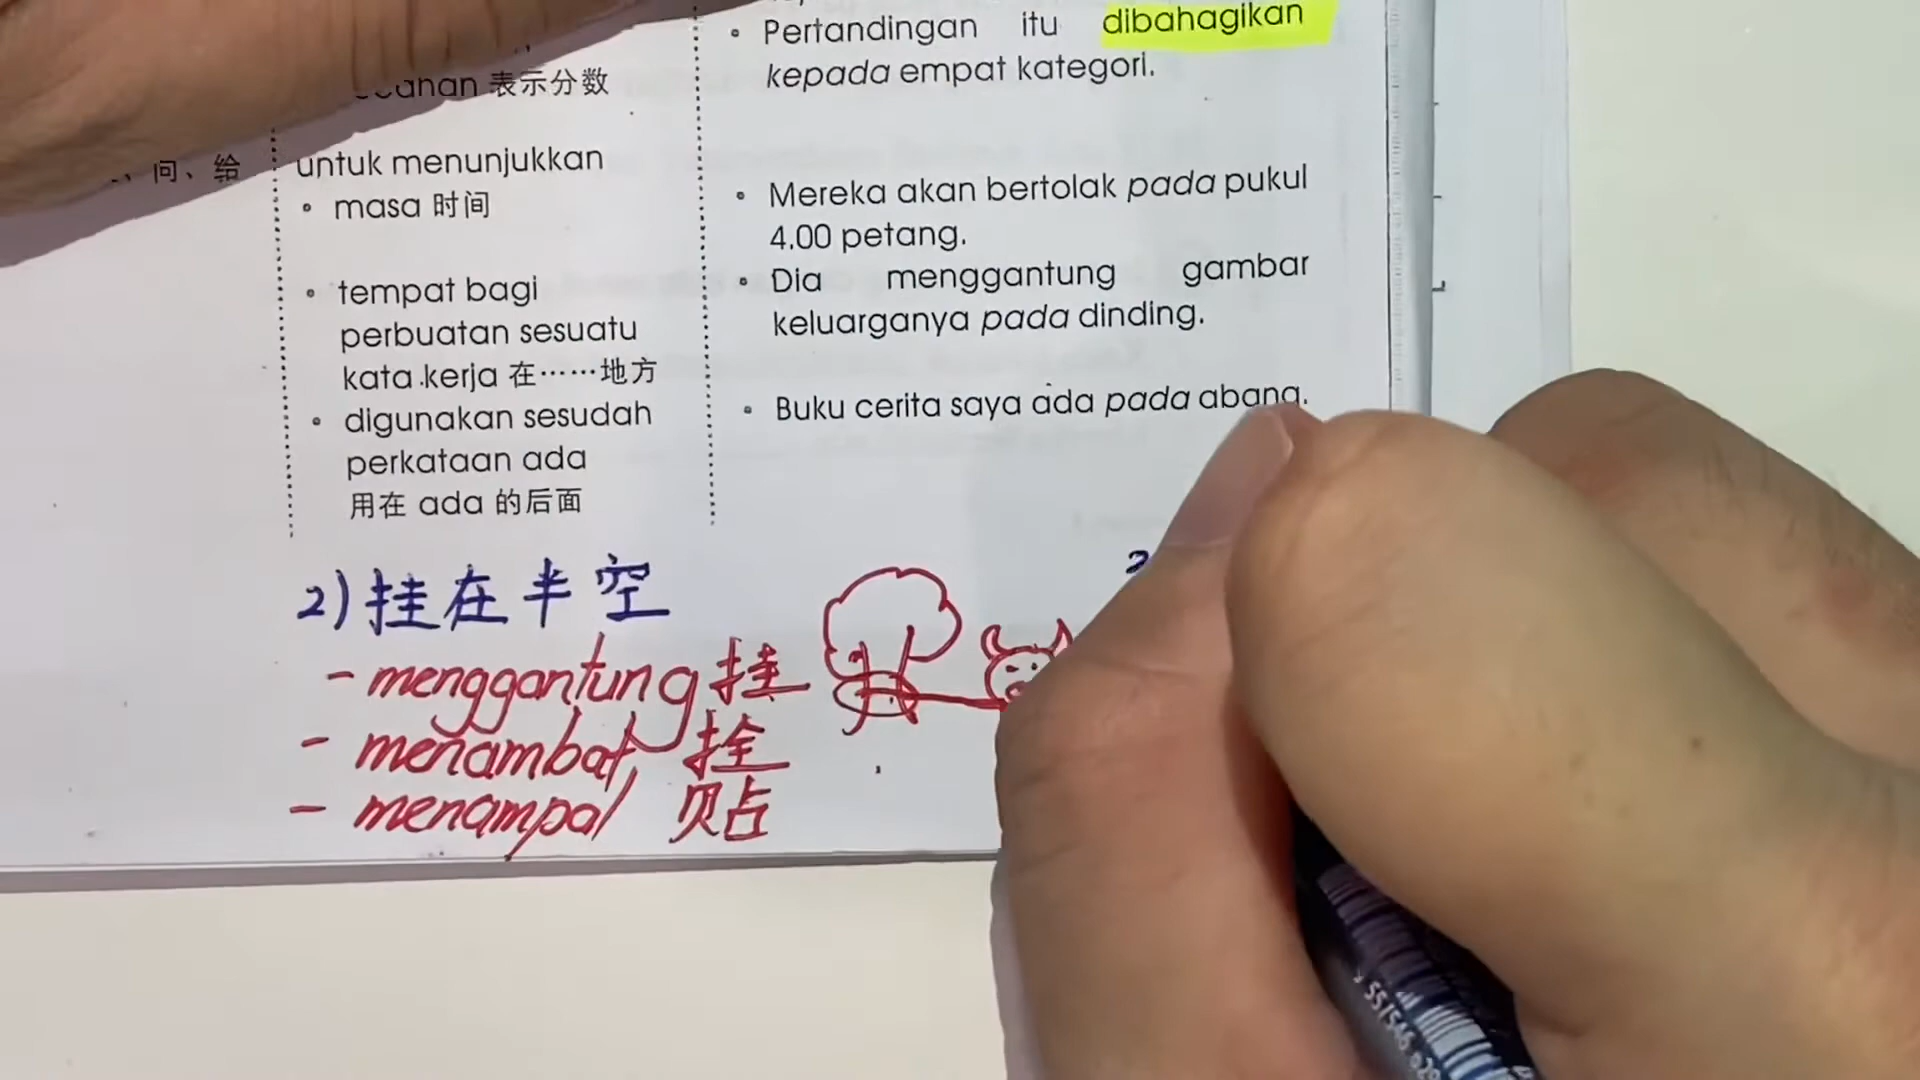 表示分数
、问、给
untuk menunjukkan
• masa 时间
• tempat bagi
perbuatan sesuatu
kata kerja 在……地方
• digunakan sesudah
perkataan ada
用在 ada 的后面
• Pertandingan itu dibahagikan
kepada empat kategori.
• Mereka akan bertolak pada pukul
4.00 petang.
• Dia menggantung gambar
keluarganya pada dinding.
• Buku cerita saya ada pada abang.
2) 挂在半空
- menggantung 挂
- menambat 拴
- menampal 贴